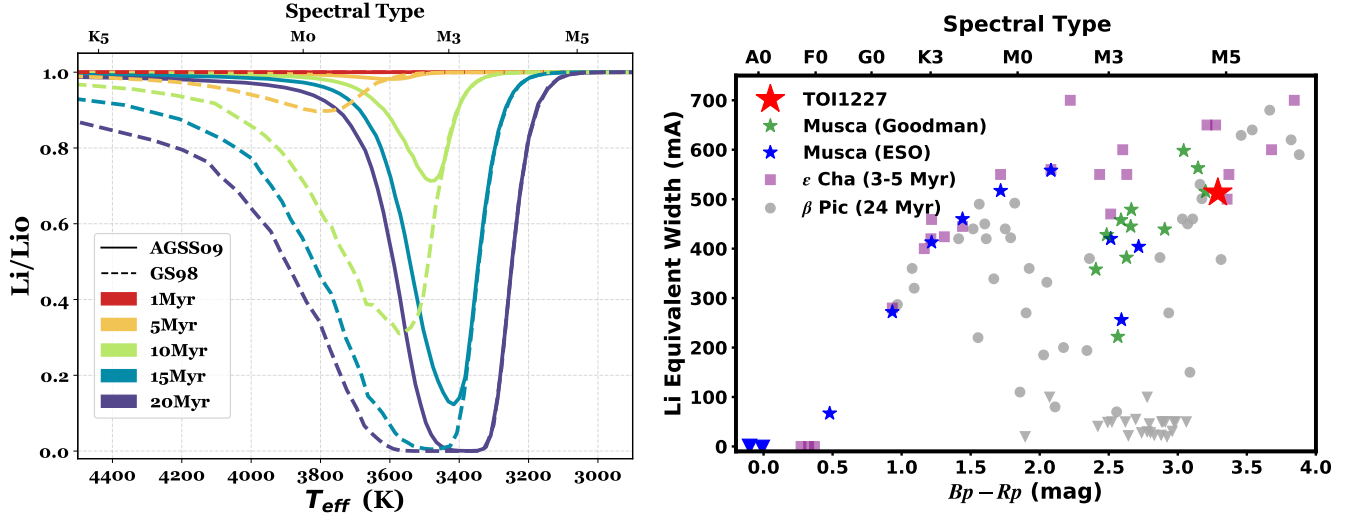 Spectral Type
K5 M0 M3 M5
1.0
0.8
0.6
0.4
0.2
0.0
Li/Li0
AGSS09
GS98
1Myr
5Myr
10Myr
15Myr
20Myr
4400 4200 4000 3800 3600 3400 3200 3000
Teff (K)
Spectral Type
A0 F0 G0 K3 M0 M3 M5
700
600
500
400
300
200
100
0
Li Equivalent Width (mA)
TOI1227
Musca (Goodman)
Musca (ESO)
ϵ Cha (3-5 Myr)
β Pic (24 Myr)
0.0 0.5 1.0 1.5 2.0 2.5 3.0 3.5 4.0
Bp − Rp (mag)